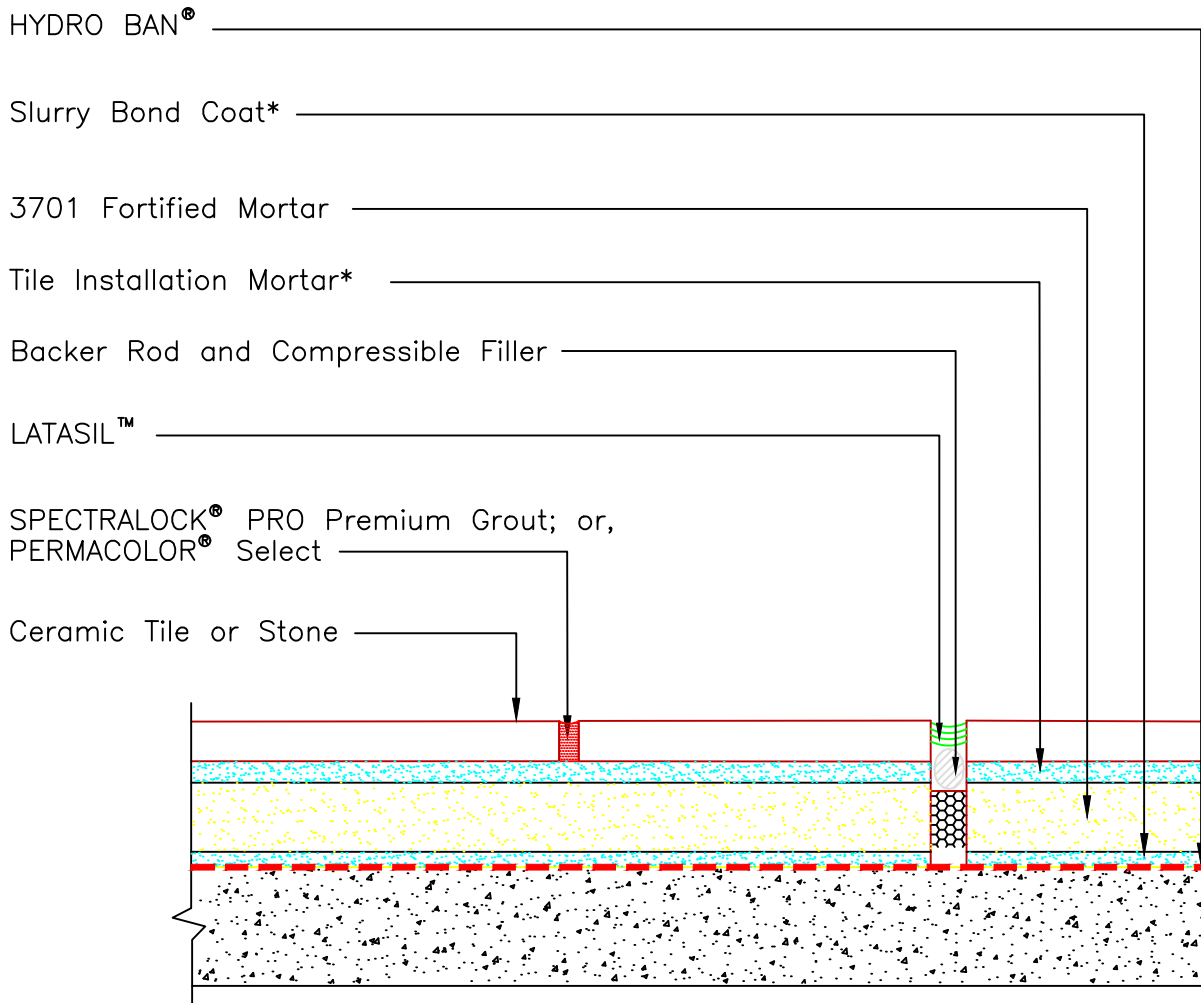 HYDRO BAN®
Slurry Bond Coat*
3701 Fortified Mortar
Tile Installation Mortar*
Backer Rod and Compressible Filler
LATASIL™
SPECTRALOCK® PRO Premium Grout; or,
PERMACOLOR® Select
Ceramic Tile or Stone